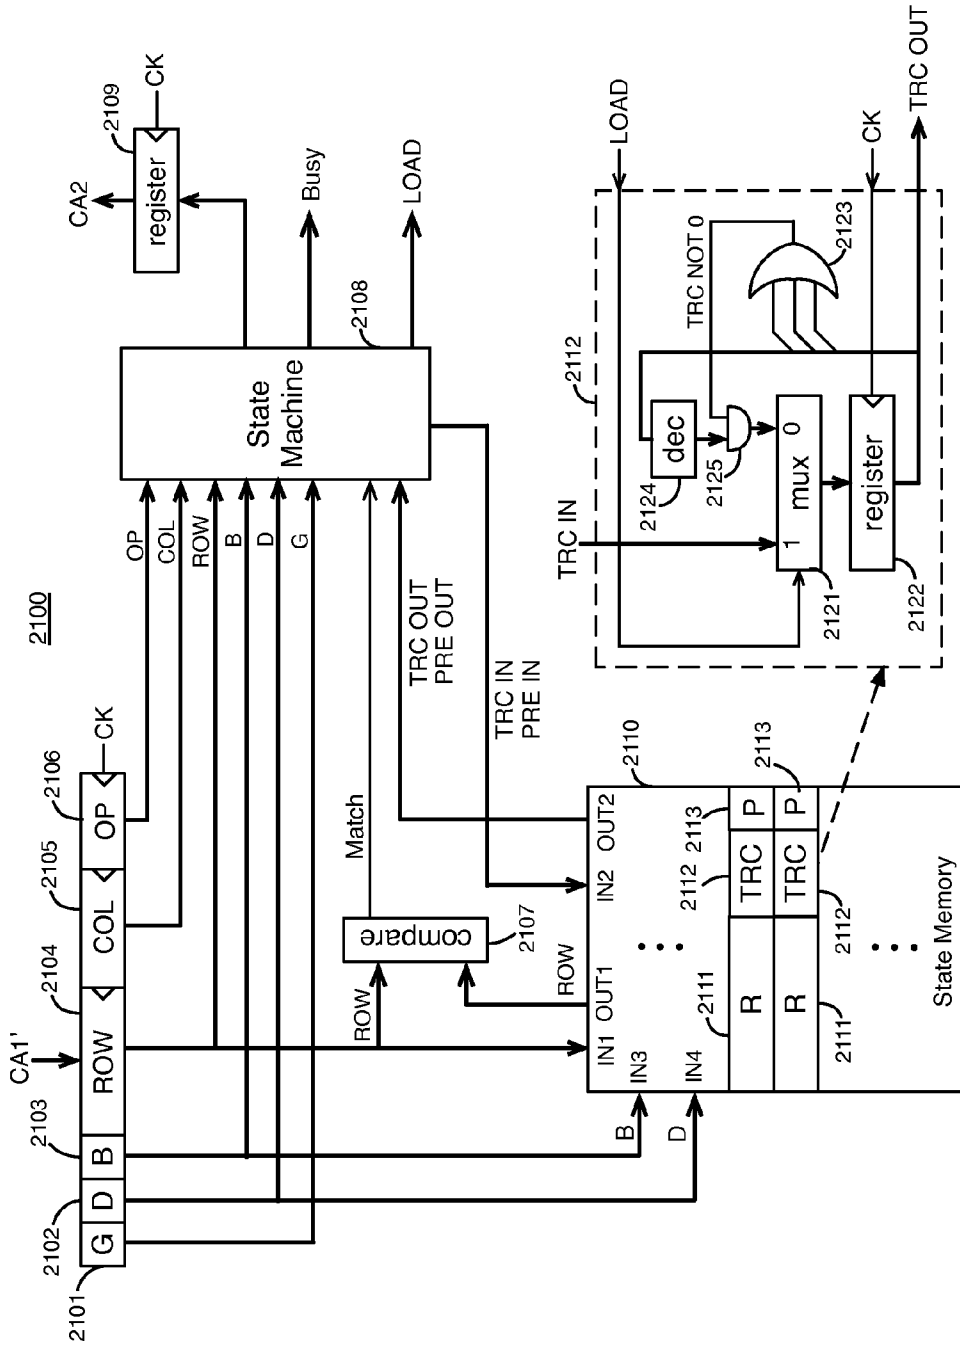 2100
CA1'
2101
2102
2103
2104
2105
2106
G
D
B
ROW
COL
OP
CK
OP
COL
ROW
B
D
G
State
Machine
2108
CA2
register
2109
CK
Busy
LOAD
Match
TRC OUT
PRE OUT
TRC IN
PRE IN
ROW
compare
2107
ROW
B
D
IN1
OUT1
IN2
OUT2
IN3
IN4
2110
2111
2112
2113
R
TRC
P
R
TRC
P
2111
2112
2113
State Memory
2112
LOAD
TRC IN
TRC NOT 0
dec
2124
2125
2123
1
mux
0
2121
register
2122
CK
TRC OUT